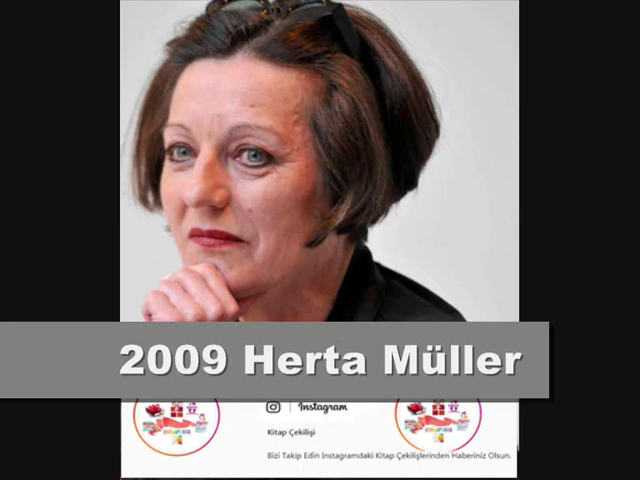 2009 Herta Müller
Instagram
Kitap Çekilişi
Bizi Takip Edin Instagramdaki Kitap Çekilişlerinden Haberiniz Olsun.